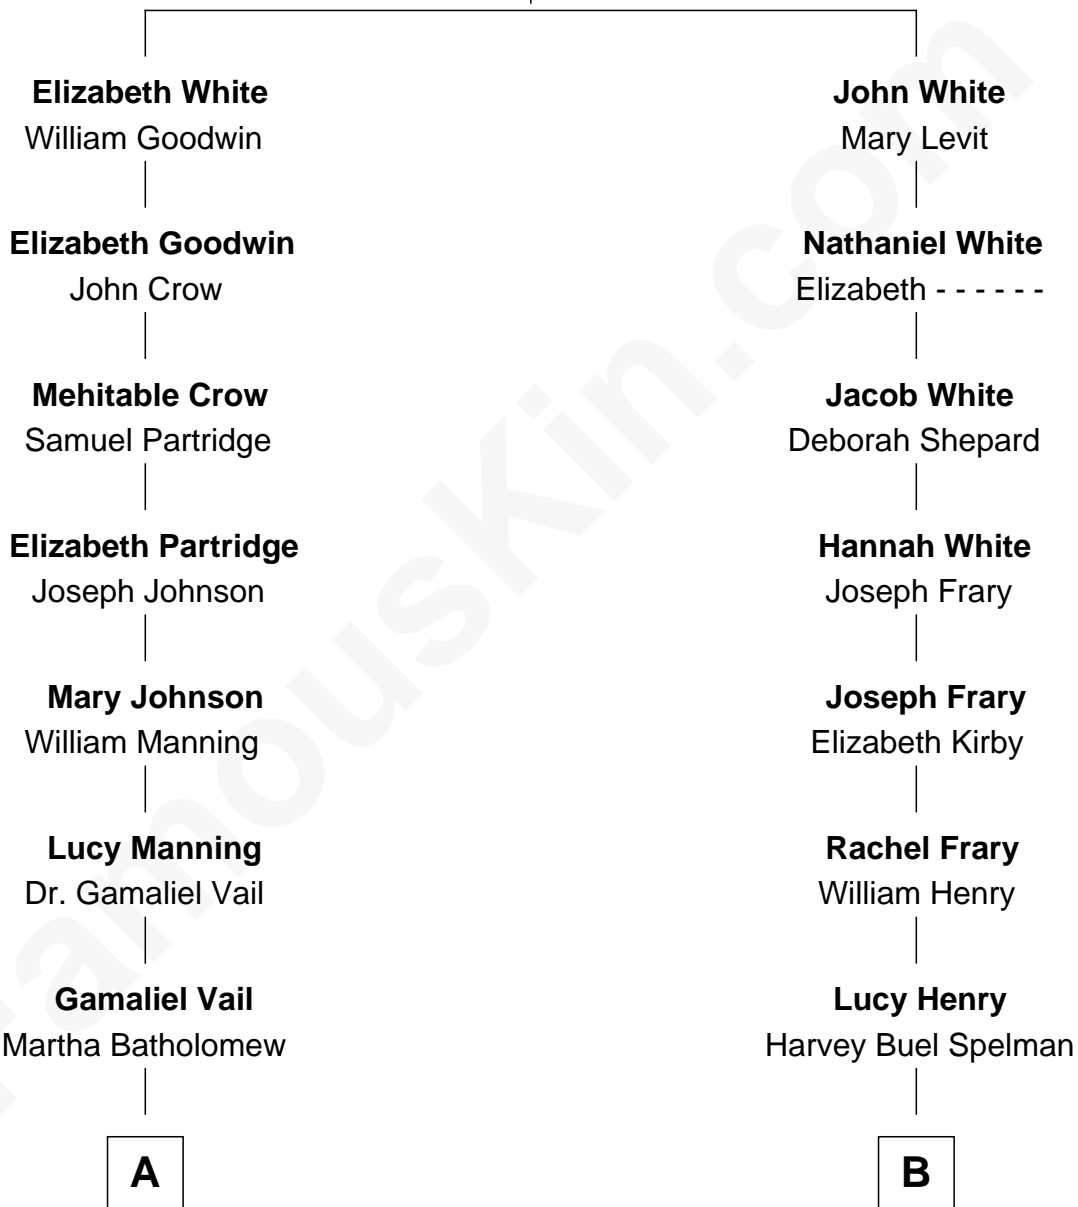 Elizabeth White
William Goodwin
Elizabeth Goodwin
John Crow
Mehitable Crow
Samuel Partridge
Elizabeth Partridge
Joseph Johnson
Mary Johnson
William Manning
Lucy Manning
Dr. Gamaliel Vail
Gamaliel Vail
Martha Batholomew
A
John White
Mary Levit
Nathaniel White
Elizabeth - - - - - -
Jacob White
Deborah Shepard
Hannah White
Joseph Frary
Joseph Frary
Elizabeth Kirby
Rachel Frary
William Henry
Lucy Henry
Harvey Buel Spelman
B
FamousKin.com